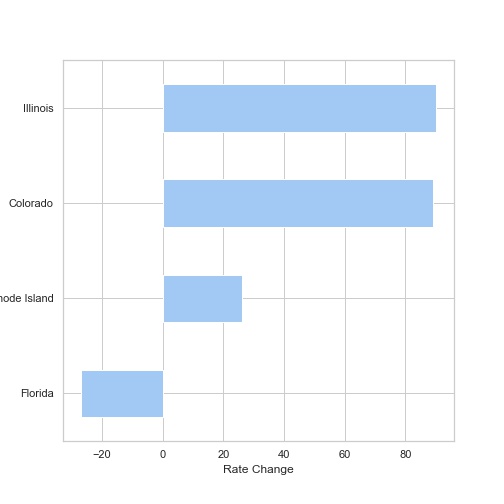 Illinois
Colorado
hode Island
Florida
−20 0 20 40 60 80
Rate Change